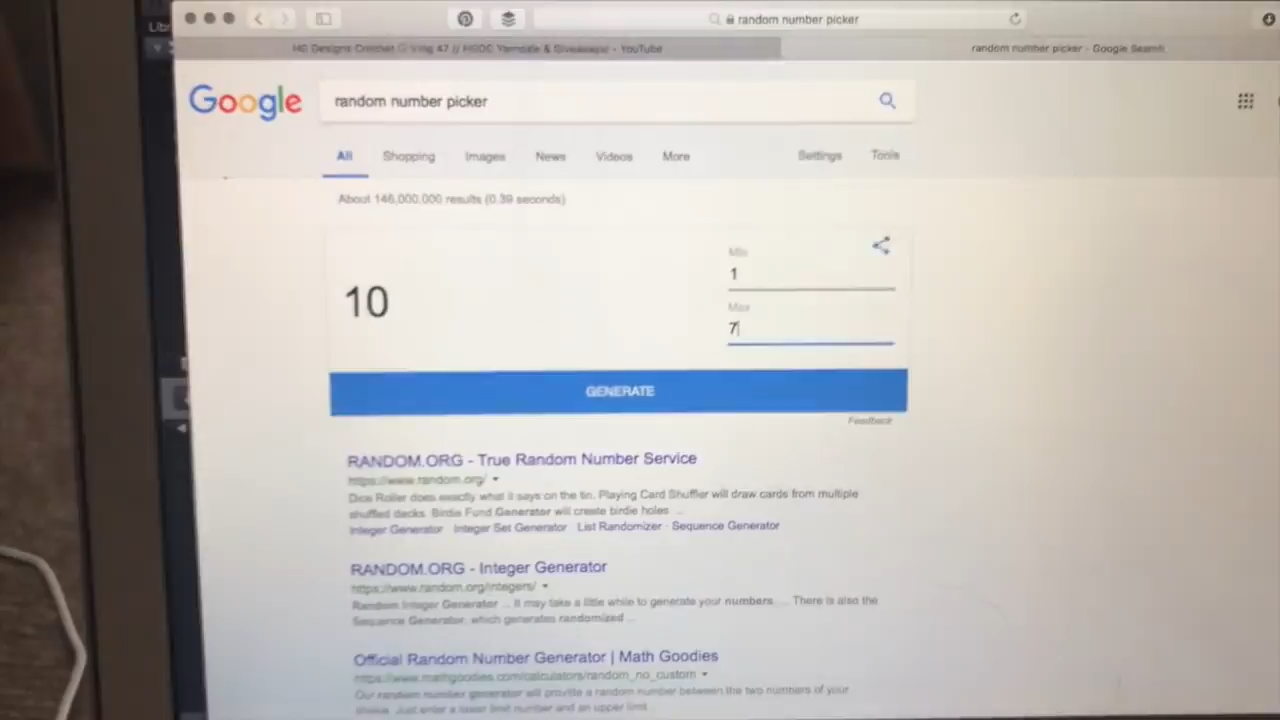 Libr
random number picker
HG Designs Crochet Vlog 47 // HGDC Yarntale & Giveaways! - YouTube
random number picker - Google Search
Google
random number picker
All Shopping Images News Videos More Settings Tools
About 146,000,000 results (0.39 seconds)
Min
1
10
Max
7
GENERATE
Feedback
RANDOM.ORG - True Random Number Service
https://www.random.org/
Dice Roller does exactly what it says on the tin. Playing Card Shuffler will draw cards from multiple
shuffled decks. Birdie Fund Generator will create birdie holes ...
Integer Generator · Integer Set Generator · List Randomizer · Sequence Generator
RANDOM.ORG - Integer Generator
https://www.random.org/integers/
Random Integer Generator ... It may take a little while to generate your numbers. ... There is also the
Sequence Generator, which generates randomized ...
Official Random Number Generator | Math Goodies
https://www.mathgoodies.com/calculators/random_no_custom
Our random number generator will provide a random number between the two numbers of your
choice. Just enter a lower limit number and an upper limit